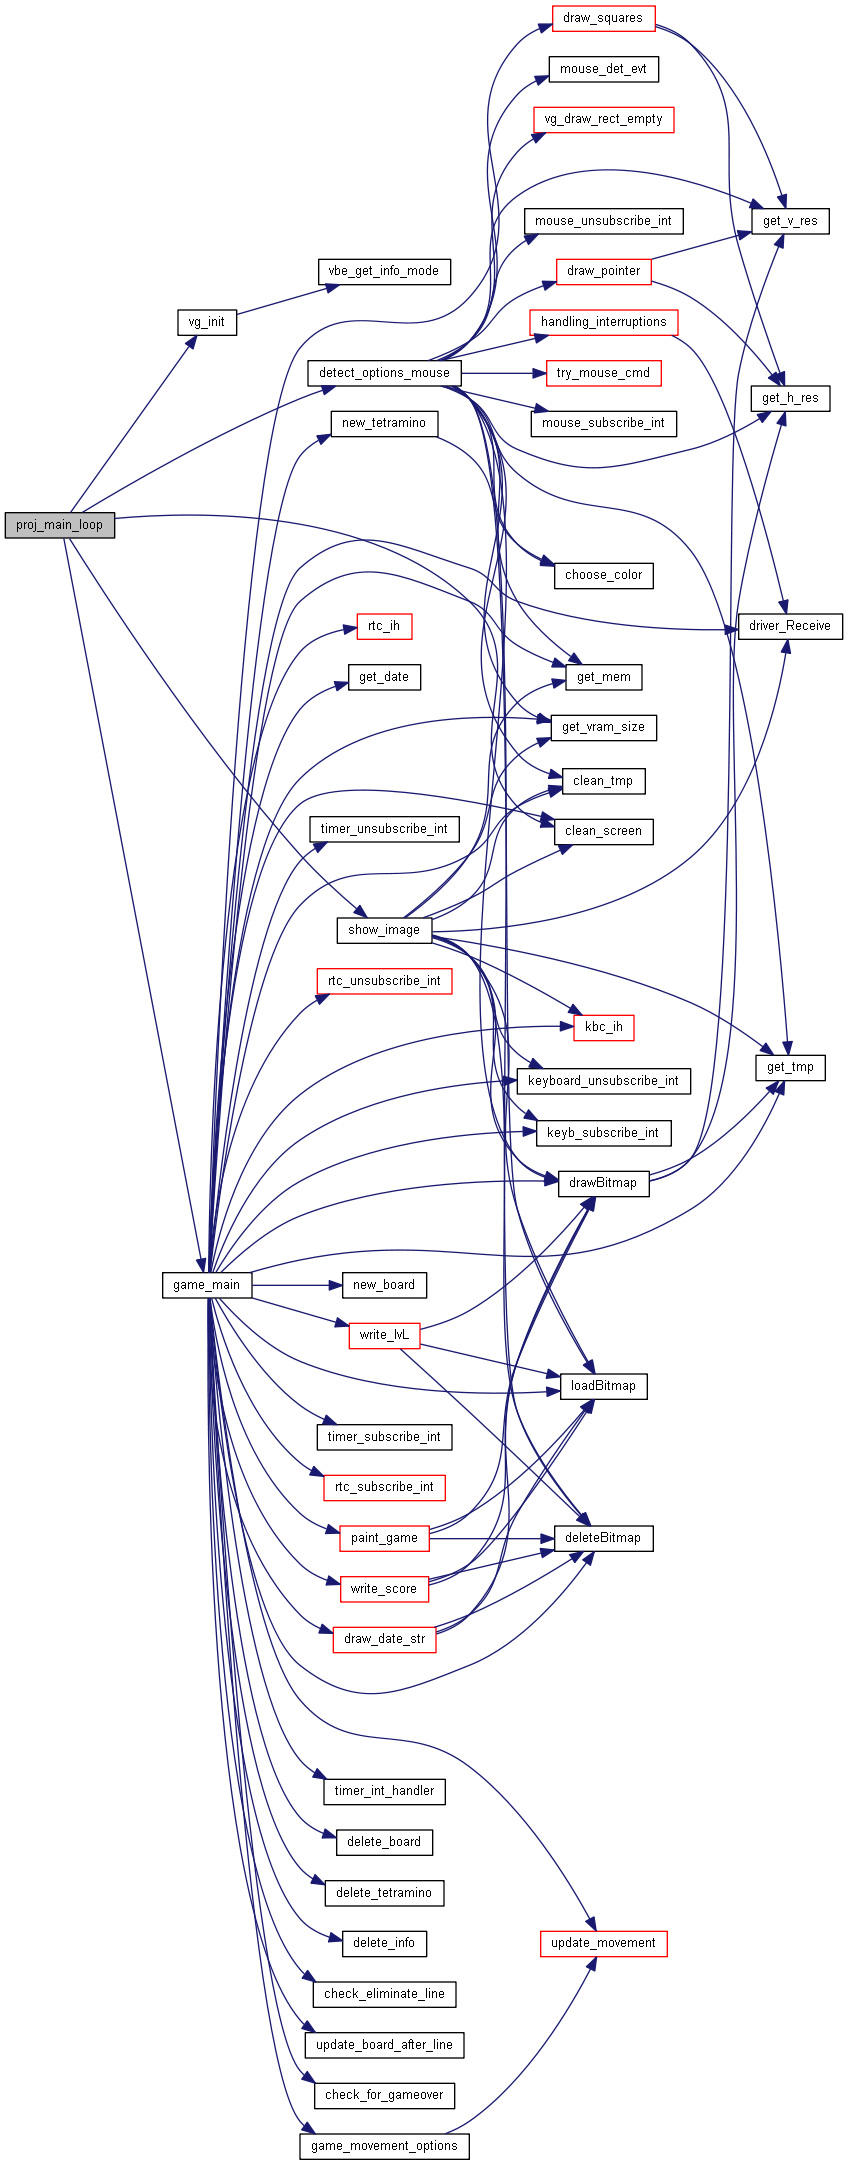 draw_squares
mouse_det_evt
vg_draw_rect_empty
mouse_unsubscribe_int
get_v_res
vbe_get_info_mode
draw_pointer
vg_init
handling_interruptions
detect_options_mouse
try_mouse_cmd
get_h_res
new_tetramino
mouse_subscribe_int
proj_main_loop
choose_color
rtc_ih
driver_Receive
get_date
get_mem
get_vram_size
clean_tmp
timer_unsubscribe_int
clean_screen
show_image
rtc_unsubscribe_int
kbc_ih
get_tmp
keyboard_unsubscribe_int
keyb_subscribe_int
drawBitmap
game_main
new_board
write_lvL
loadBitmap
timer_subscribe_int
rtc_subscribe_int
paint_game
deleteBitmap
write_score
draw_date_str
timer_int_handler
delete_board
delete_tetramino
delete_info
update_movement
check_eliminate_line
update_board_after_line
check_for_gameover
game_movement_options